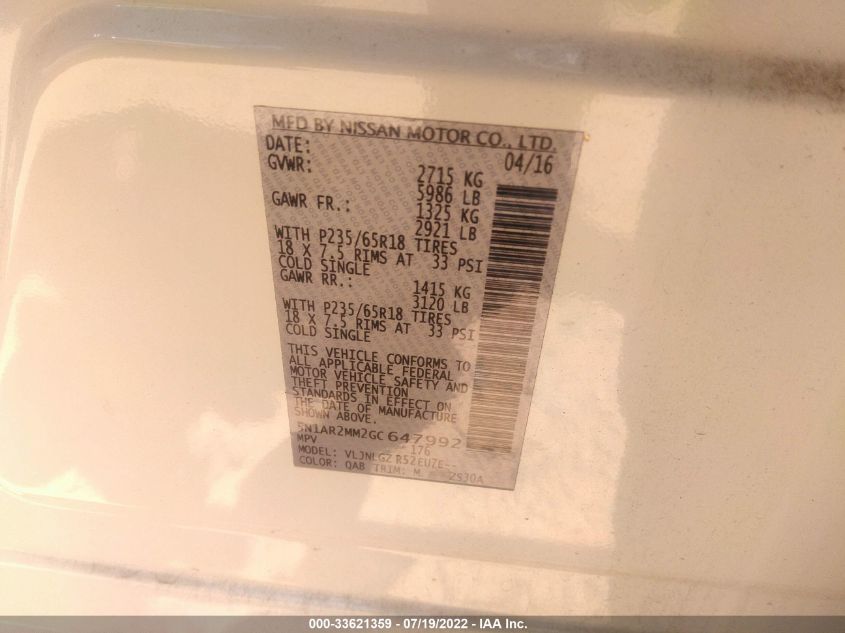 MFD BY NISSAN MOTOR CO., LTD.
DATE: 04/16
GVWR: 2715 KG
5986 LB
GAWR FR.: 1325 KG
2921 LB
WITH P235/65R18 TIRES
18 X 7.5 RIMS AT 33 PSI
COLD SINGLE
GAWR RR.: 1415 KG
3120 LB
WITH P235/65R18 TIRES
18 X 7.5 RIMS AT 33 PSI
COLD SINGLE
THIS VEHICLE CONFORMS TO
ALL APPLICABLE FEDERAL
MOTOR VEHICLE SAFETY AND
THEFT PREVENTION
STANDARDS IN EFFECT ON
THE DATE OF MANUFACTURE
SHOWN ABOVE.
5N1AR2MM2GC647992
MPV 176
MODEL: VLJNLGZ R52EUZE--
COLOR: QAB TRIM: M
000-33621359 - 07/19/2022 - IAA Inc.